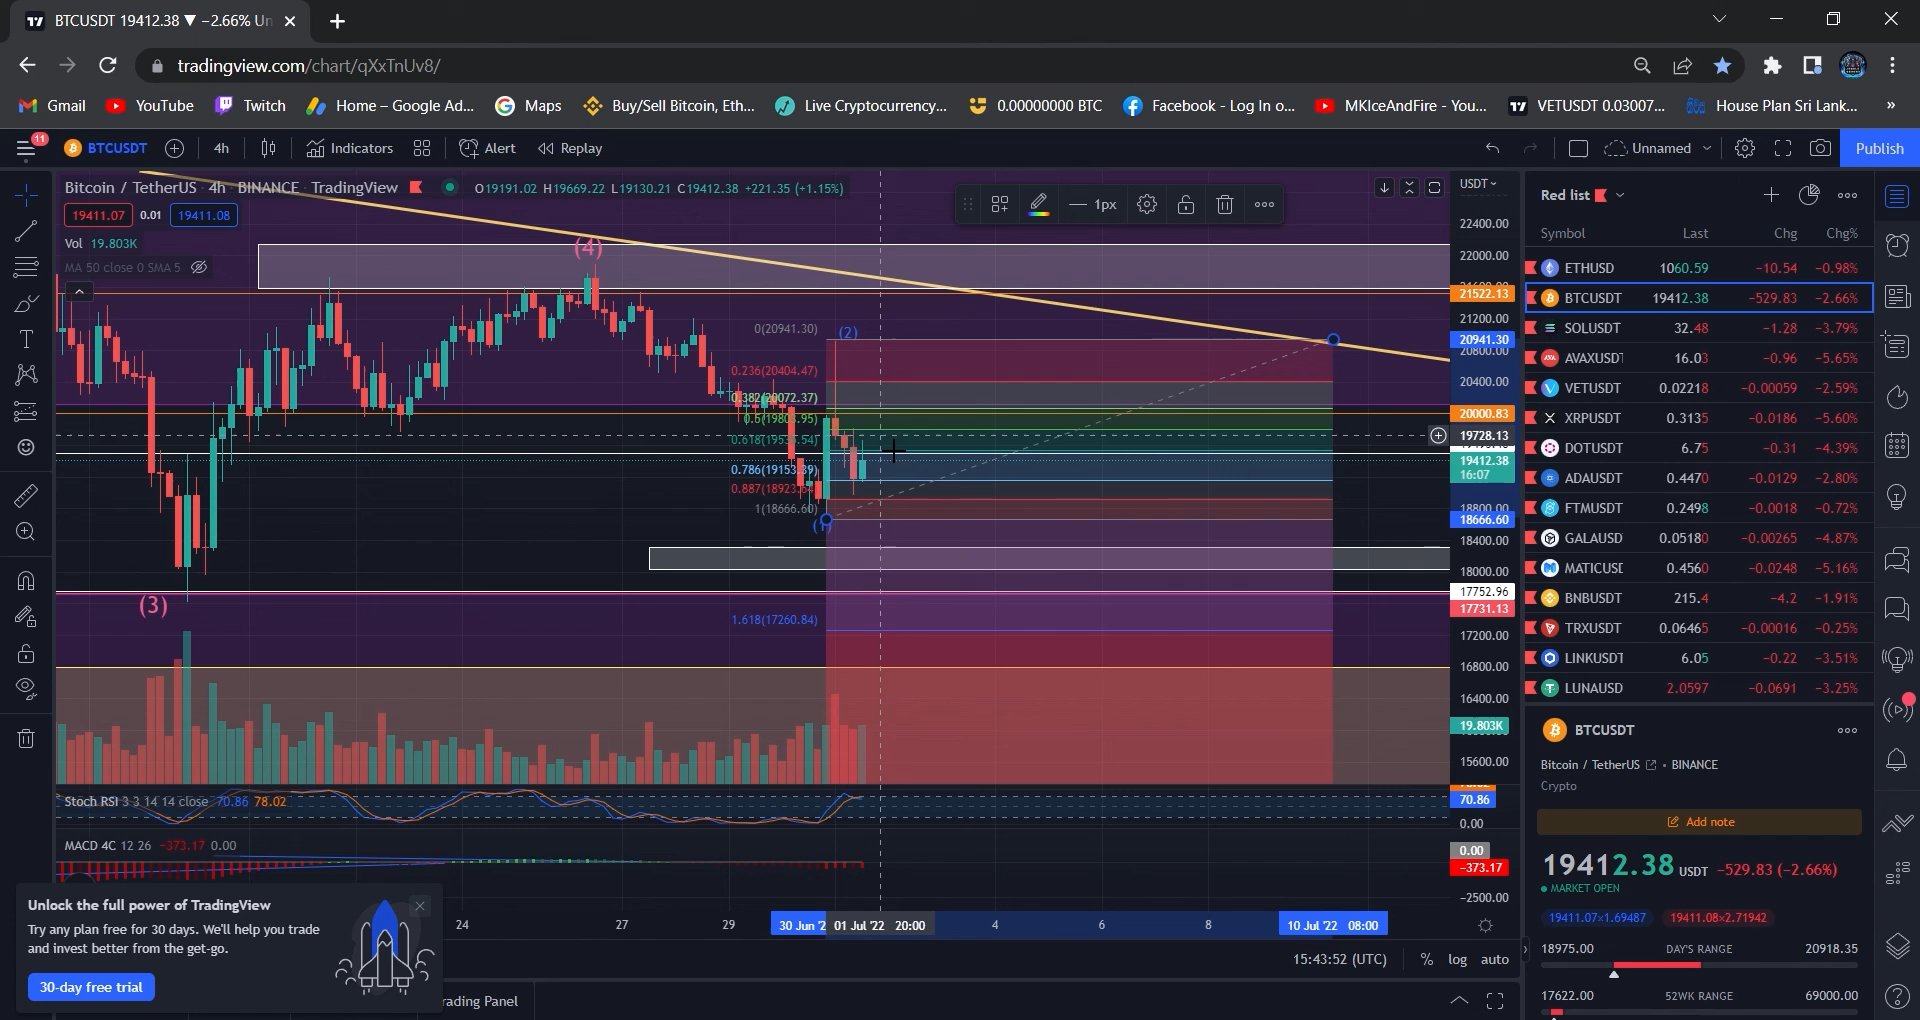 BTCUSDT 19412.38 ▼ −2.66% Un
tradingview.com/chart/qXxTnUv8/
Gmail YouTube Twitch Home – Google Ad... Maps Buy/Sell Bitcoin, Eth... Live Cryptocurrency... 0.00000000 BTC Facebook - Log In o... MKIceAndFire - You... VETUSDT 0.03007... House Plan Sri Lank... »
11
BTCUSDT 4h Indicators Alert Replay Unnamed Publish
Bitcoin / TetherUS · 4h · BINANCE · TradingView O19191.02 H19669.22 L19130.21 C19412.38 +221.35 (+1.15%)
19411.07 0.01 19411.08
Vol 19.803K
MA 50 close 0 SMA 5
1px
USDT
22400.00
22000.00
21522.13
21200.00
20941.30
20800.00
20400.00
20000.83
19728.13
19412.38
16:07
18800.00
18666.60
18400.00
18000.00
17752.96
17731.13
17200.00
16800.00
16400.00
19.803K
15600.00
(4)
(2)
(3)
0(20941.30)
0.236(20404.47)
0.382(20072.37)
0.786(19153.39)
1(18666.60)
1.618(17260.84)
Stoch RSI 3 3 14 14 close 70.86 78.02
70.86
0.00
MACD 4C 12 26 −373.17 0.00
0.00
−373.17
−2500.00
24 27 29 30 Jun '2 01 Jul '22 20:00 4 6 8 10 Jul '22 08:00
15:43:52 (UTC) % log auto
rading Panel
Unlock the full power of TradingView
Try any plan free for 30 days. We'll help you trade
and invest better from the get-go.
30-day free trial
Red list
Symbol Last Chg Chg%
ETHUSD 1060.59 −10.54 −0.98%
BTCUSDT 19412.38 −529.83 −2.66%
SOLUSDT 32.48 −1.28 −3.79%
AVAXUSDT 16.03 −0.96 −5.65%
VETUSDT 0.02218 −0.00059 −2.59%
XRPUSDT 0.3135 −0.0186 −5.60%
DOTUSDT 6.75 −0.31 −4.39%
ADAUSDT 0.4470 −0.0129 −2.80%
FTMUSDT 0.2498 −0.0018 −0.72%
GALAUSD 0.05180 −0.00265 −4.87%
MATICUSD 0.4560 −0.0248 −5.16%
BNBUSDT 215.4 −4.2 −1.91%
TRXUSDT 0.06465 −0.00016 −0.25%
LINKUSDT 6.05 −0.22 −3.51%
LUNAUSD 2.0597 −0.0691 −3.25%
BTCUSDT
Bitcoin / TetherUS • BINANCE
Crypto
Add note
19412.38 USDT −529.83 (−2.66%)
MARKET OPEN
19411.07×1.69487 19411.08×2.71942
18975.00 DAY'S RANGE 20918.35
17622.00 52WK RANGE 69000.00